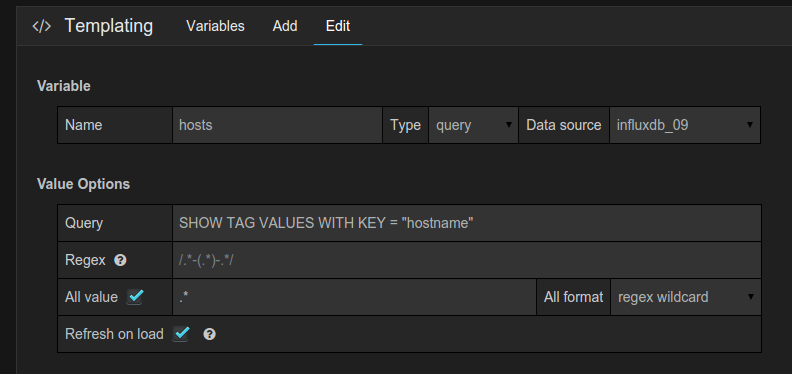 </> Templating Variables Add Edit
Variable
Name hosts Type query Data source influxdb_09
Value Options
Query SHOW TAG VALUES WITH KEY = "hostname"
Regex ? /.*-(.*)-.*/
All value .* All format regex wildcard
Refresh on load ?